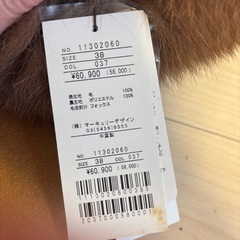 NO. 11302060
SIZE 38
COL 037
¥60,900 (58,000)
表生地 毛 100%
裏生地 ポリエステル 100%
毛皮部分 フォックス
(株) マーキュリーデザイン
03(5456)8555
中国製
NO. 11302060
SIZE 38 COL 037
¥60,900 (58,000)